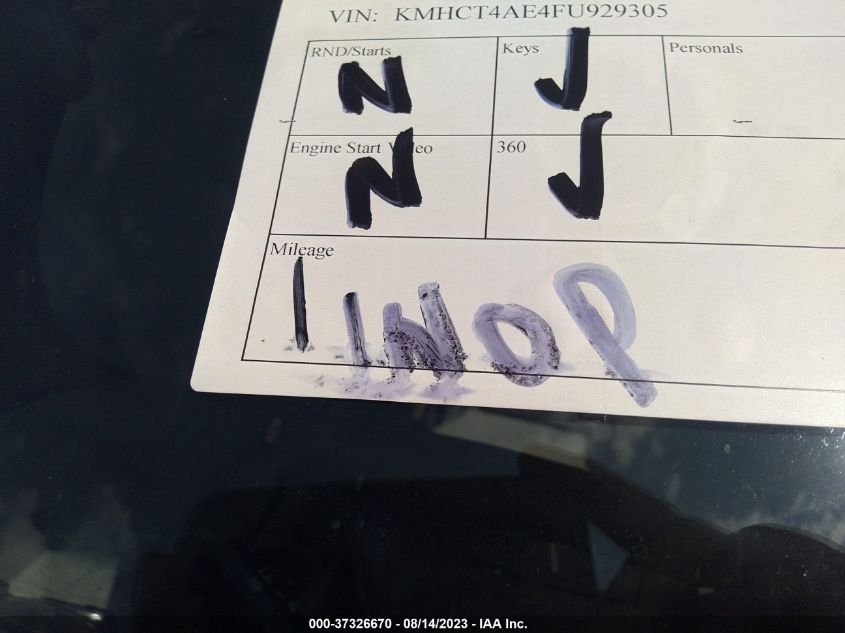 VIN: KMHCT4AE4FU929305
RND/Starts Keys Personals
N ✓ -
Engine Start Video 360
N ✓
Mileage
1 INOP
000-37326670 - 08/14/2023 - IAA Inc.